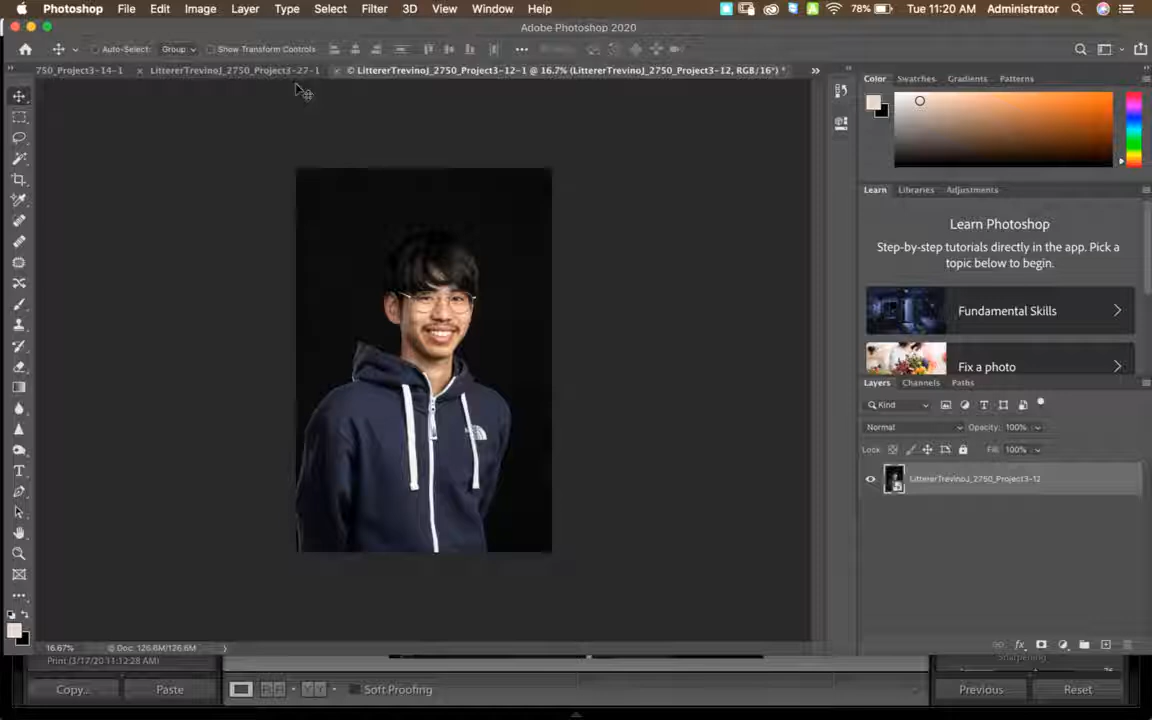 Photoshop File Edit Image Layer Type Select Filter 3D View Window Help 78% Tue 11:20 AM Administrator
Adobe Photoshop 2020
Auto-Select: Group Show Transform Controls
750_Project3-14-1 × LittererTrevinoJ_2750_Project3-27-1 × © LittererTrevinoJ_2750_Project3-12-1 @ 16.7% (LittererTrevinoJ_2750_Project3-12, RGB/16*) *
Color Swatches Gradients Patterns
Learn Libraries Adjustments
Learn Photoshop
Step-by-step tutorials directly in the app. Pick a
topic below to begin.
Fundamental Skills
Fix a photo
Layers Channels Paths
Kind
Normal Opacity: 100%
Lock: Fill: 100%
LittererTrevinoJ_2750_Project3-12
16.67% Doc: 126.6M/126.6M
Print (3/17/20 11:12:28 AM) Sharpening
Copy... Paste Soft Proofing Previous Reset